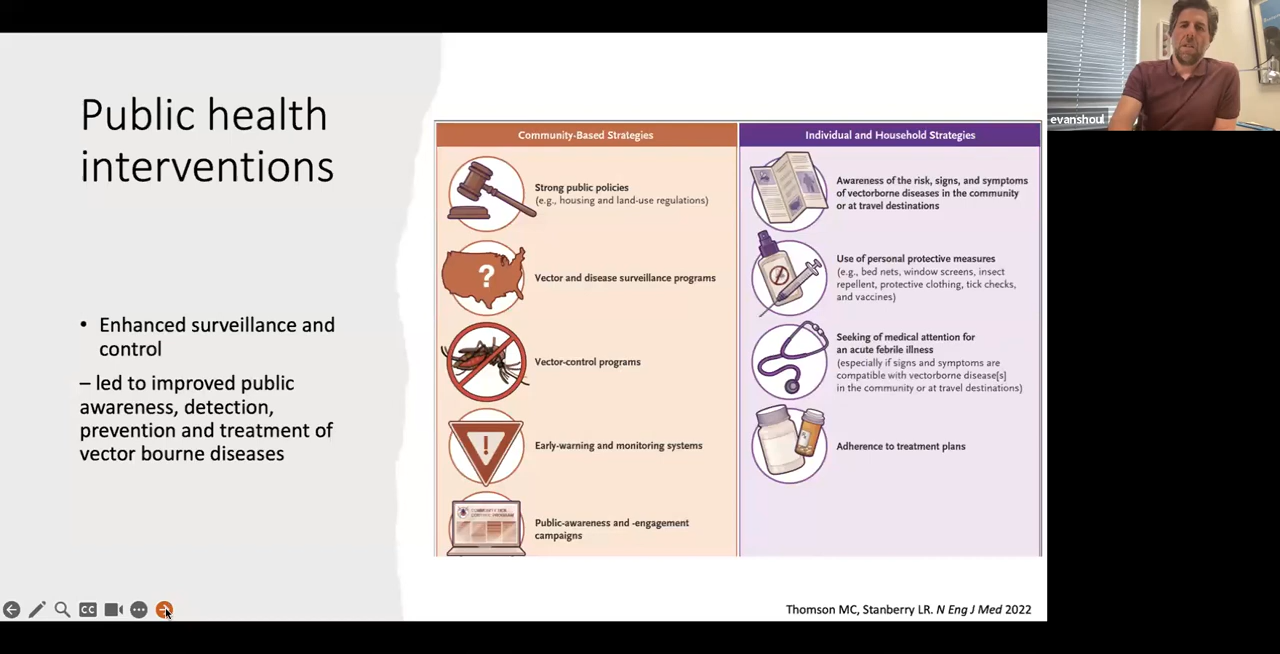 Public health
interventions
• Enhanced surveillance and
control
– led to improved public
awareness, detection,
prevention and treatment of
vector bourne diseases
Community-Based Strategies
Strong public policies
(e.g., housing and land-use regulations)
?
Vector and disease surveillance programs
Vector-control programs
!
Early-warning and monitoring systems
Public-awareness and -engagement
campaigns
Individual and Household Strategies
Awareness of the risk, signs, and symptoms
of vectorborne diseases in the community
or at travel destinations
Use of personal protective measures
(e.g., bed nets, window screens, insect
repellent, protective clothing, tick checks,
and vaccines)
Seeking of medical attention for
an acute febrile illness
(especially if signs and symptoms are
compatible with vectorborne disease[s]
in the community or at travel destinations)
Adherence to treatment plans
Thomson MC, Stanberry LR. N Eng J Med 2022
CC
evanshoul